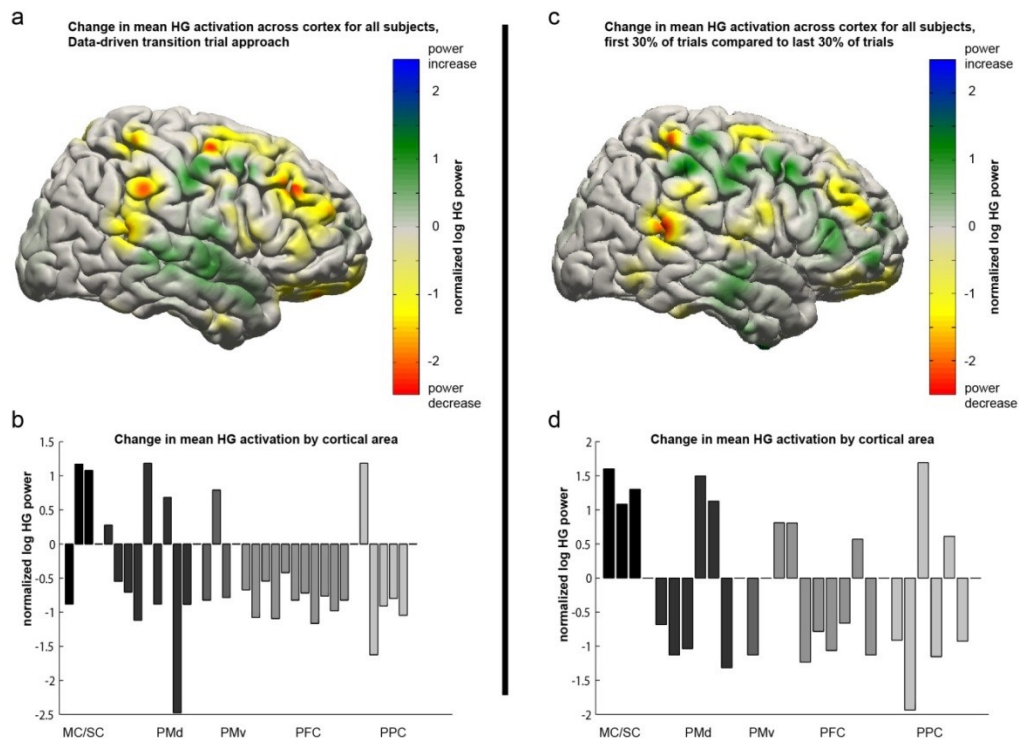 a
Change in mean HG activation across cortex for all subjects,
Data-driven transition trial approach
power
increase
2
1
0
-1
-2
normalized log HG power
power
decrease
b
Change in mean HG activation by cortical area
normalized log HG power
1.5
1
0.5
0
-0.5
-1
-1.5
-2
-2.5
MC/SC PMd PMv PFC PPC
c
Change in mean HG activation across cortex for all subjects,
first 30% of trials compared to last 30% of trials
power
increase
2
1
0
-1
-2
normalized log HG power
power
decrease
d
Change in mean HG activation by cortical area
normalized log HG power
2
1.5
1
0.5
0
-0.5
-1
-1.5
-2
MC/SC PMd PMv PFC PPC